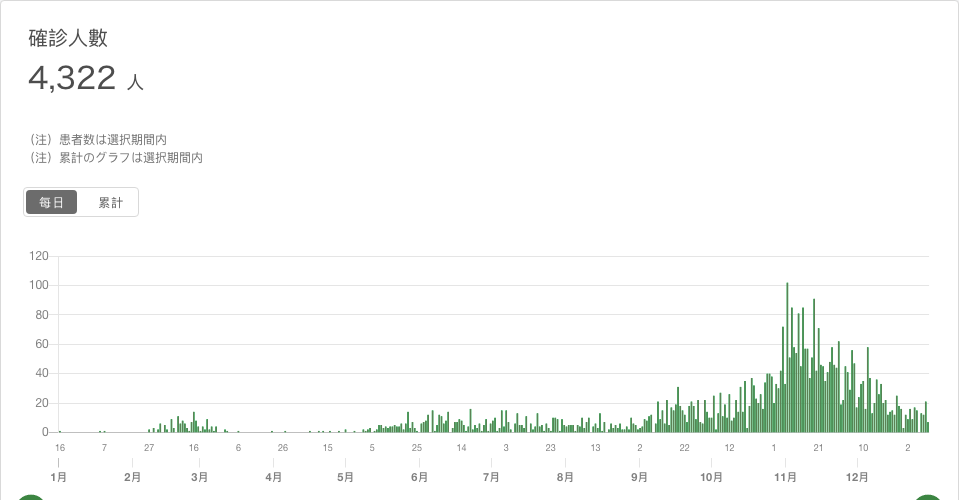 確診人數
4,322 人
（注）患者数は選択期間内
（注）累計のグラフは選択期間内
每日 累計
120
100
80
60
40
20
0
16 7 27 16 6 26 15 5 25 14 3 23 13 2 22 12 1 21 10 2
1月 2月 3月 4月 5月 6月 7月 8月 9月 10月 11月 12月